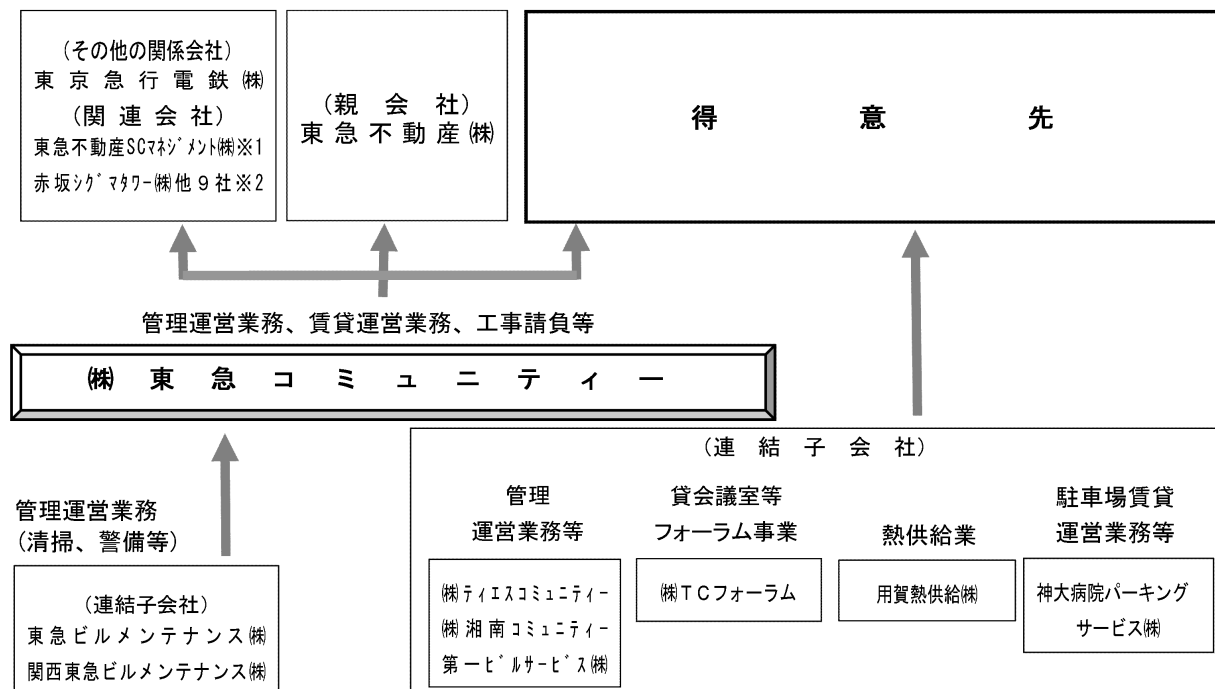 (その他の関係会社)
東京急行電鉄㈱
(関連会社)
東急不動産SCﾏﾈｼﾞﾒﾝﾄ㈱※1
赤坂ｼｸﾞﾏﾀﾜｰ㈱他９社※2
(親会社)
東急不動産㈱
得意先
管理運営業務、賃貸運営業務、工事請負等
㈱東急コミュニティー
管理運営業務
(清掃、警備等)
(連結子会社)
東急ビルメンテナンス㈱
関西東急ビルメンテナンス㈱
(連結子会社)
管理
運営業務等
㈱ティエスコミュニティー
㈱湘南コミュニティー
第一ﾋﾞﾙｻｰﾋﾞｽ㈱
貸会議室等
フォーラム事業
㈱ＴＣフォーラム
熱供給業
用賀熱供給㈱
駐車場賃貸
運営業務等
神大病院パーキング
サービス㈱